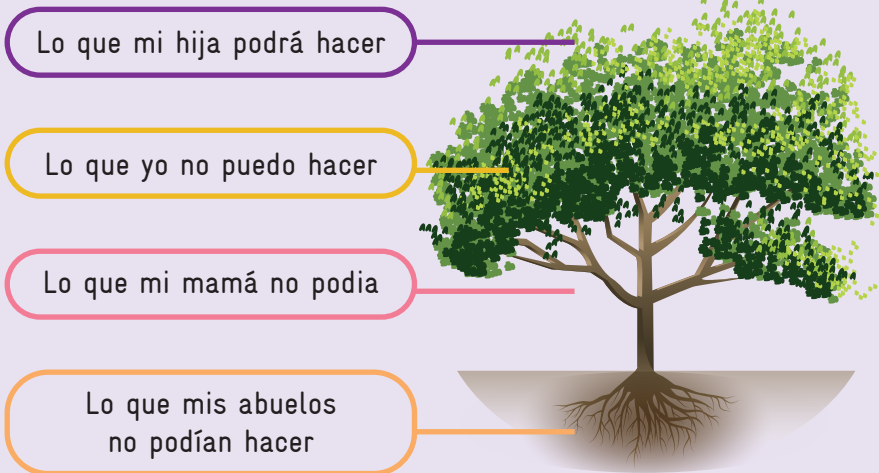 Lo que mi hija podrá hacer
Lo que yo no puedo hacer
Lo que mi mamá no podia
Lo que mis abuelos
no podían hacer